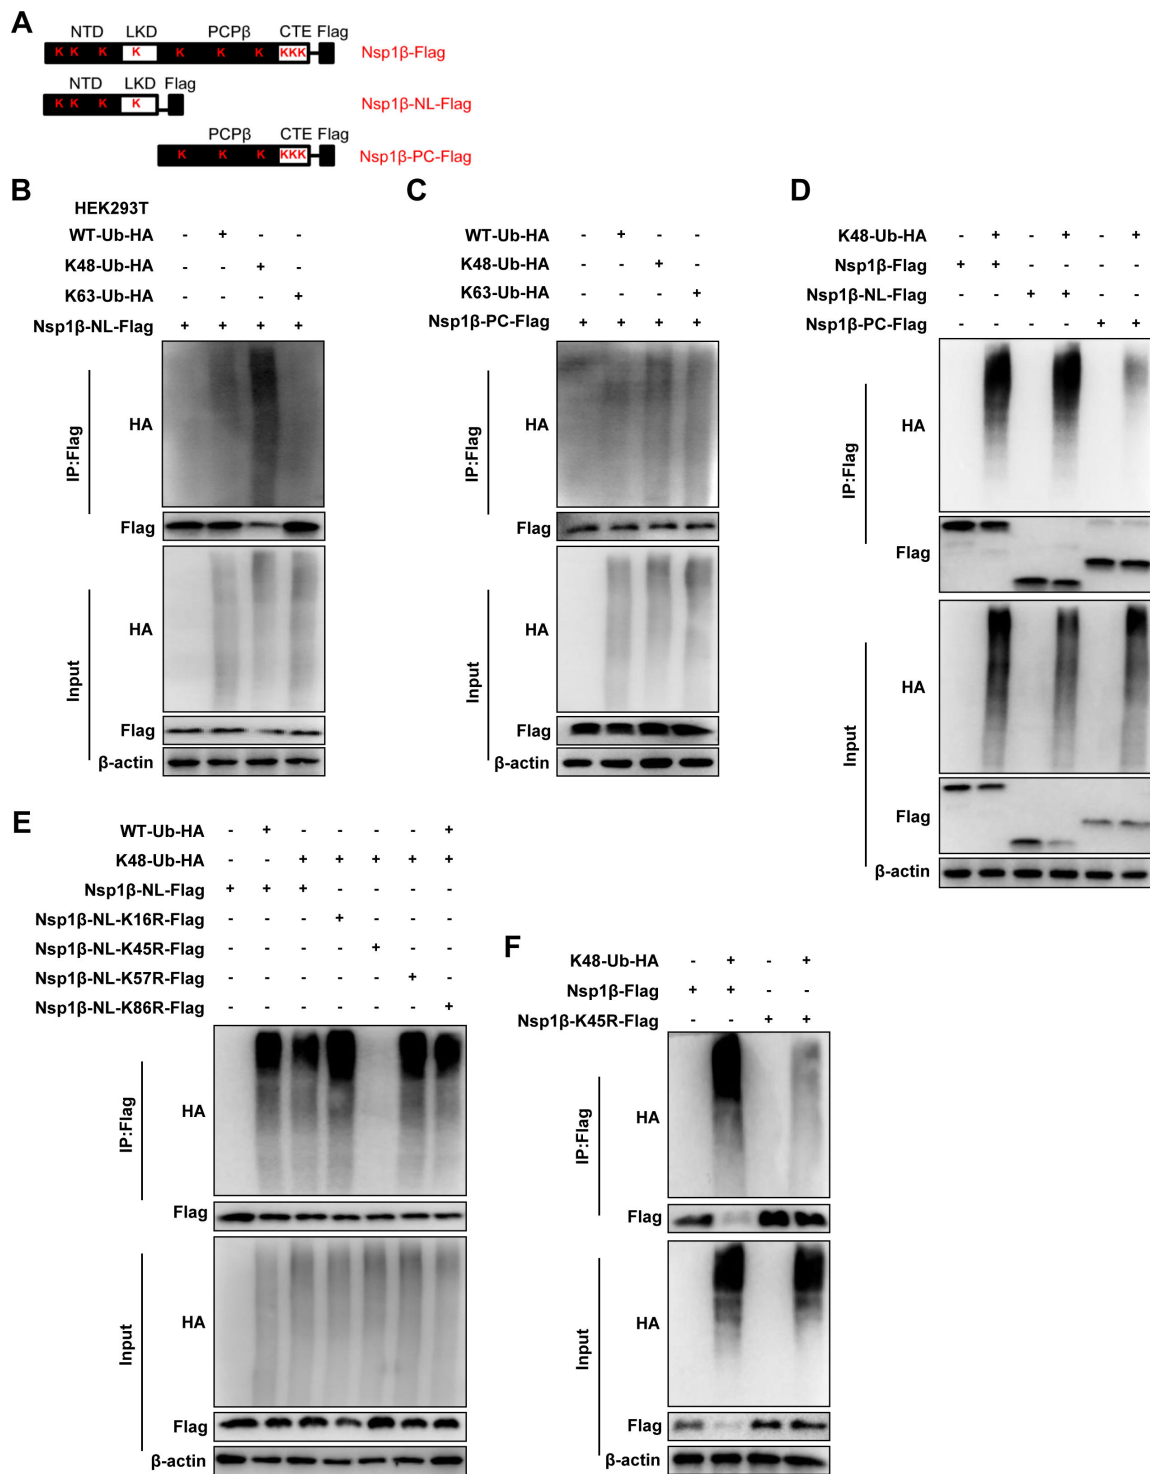 A
NTD LKD PCPβ CTE Flag
K K K K K K K KKK Nsp1β-Flag
NTD LKD Flag
K K K K Nsp1β-NL-Flag
PCPβ CTE Flag
K K K KKK Nsp1β-PC-Flag
B
HEK293T
WT-Ub-HA - + - -
K48-Ub-HA - - + -
K63-Ub-HA - - - +
Nsp1β-NL-Flag + + + +
IP:Flag
HA
Flag
Input
HA
Flag
β-actin
C
WT-Ub-HA - + - -
K48-Ub-HA - - + -
K63-Ub-HA - - - +
Nsp1β-PC-Flag + + + +
IP:Flag
HA
Flag
Input
HA
Flag
β-actin
D
K48-Ub-HA - + - + - +
Nsp1β-Flag + + - - - -
Nsp1β-NL-Flag - - + + - -
Nsp1β-PC-Flag - - - - + +
IP:Flag
HA
Flag
Input
HA
Flag
β-actin
E
WT-Ub-HA - + - - - - +
K48-Ub-HA - - + + + + +
Nsp1β-NL-Flag + + + - - - -
Nsp1β-NL-K16R-Flag - - - + - - -
Nsp1β-NL-K45R-Flag - - - - + - -
Nsp1β-NL-K57R-Flag - - - - - + -
Nsp1β-NL-K86R-Flag - - - - - - +
IP:Flag
HA
Flag
Input
HA
Flag
β-actin
F
K48-Ub-HA - + - +
Nsp1β-Flag + + - -
Nsp1β-K45R-Flag - - + +
IP:Flag
HA
Flag
Input
HA
Flag
β-actin